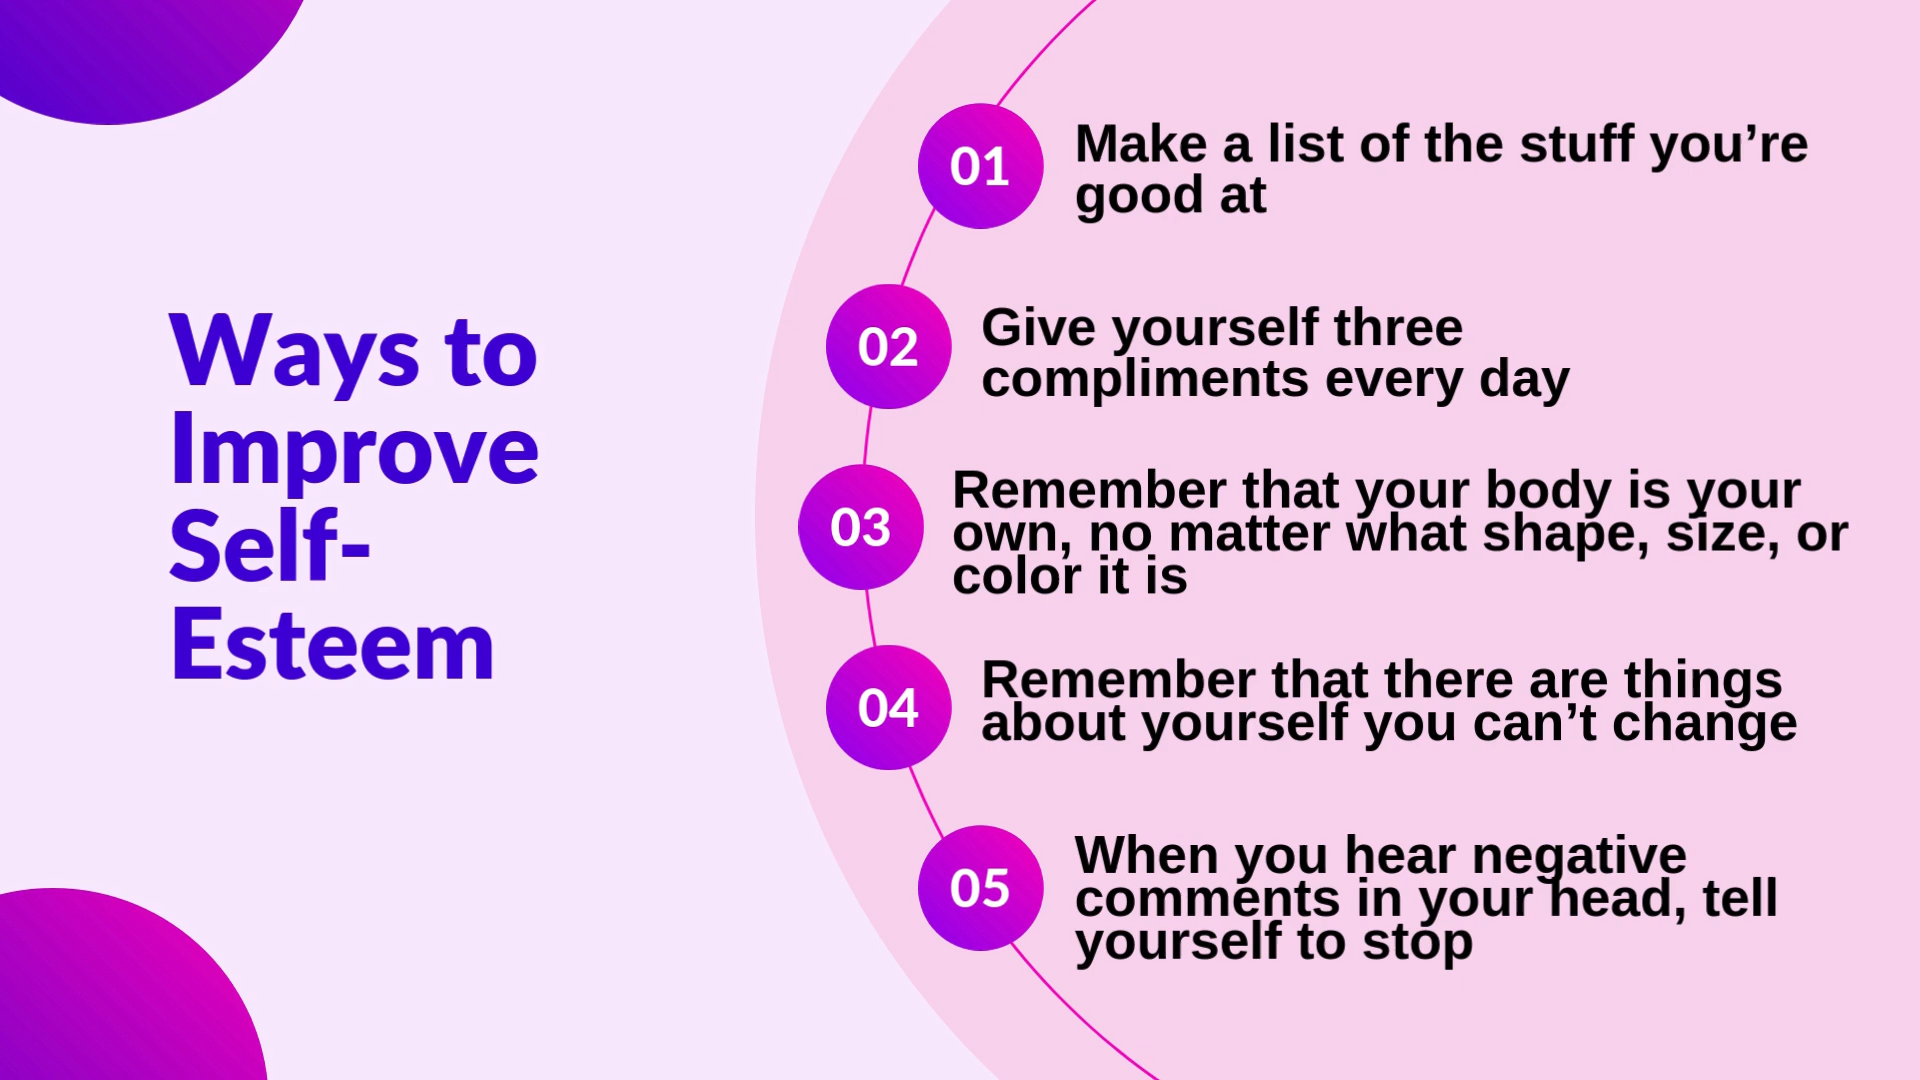 Ways to
Improve
Self-
Esteem
01
Make a list of the stuff you’re
good at
02
Give yourself three
compliments every day
03
Remember that your body is your
own, no matter what shape, size, or
color it is
04
Remember that there are things
about yourself you can’t change
05
When you hear negative
comments in your head, tell
yourself to stop